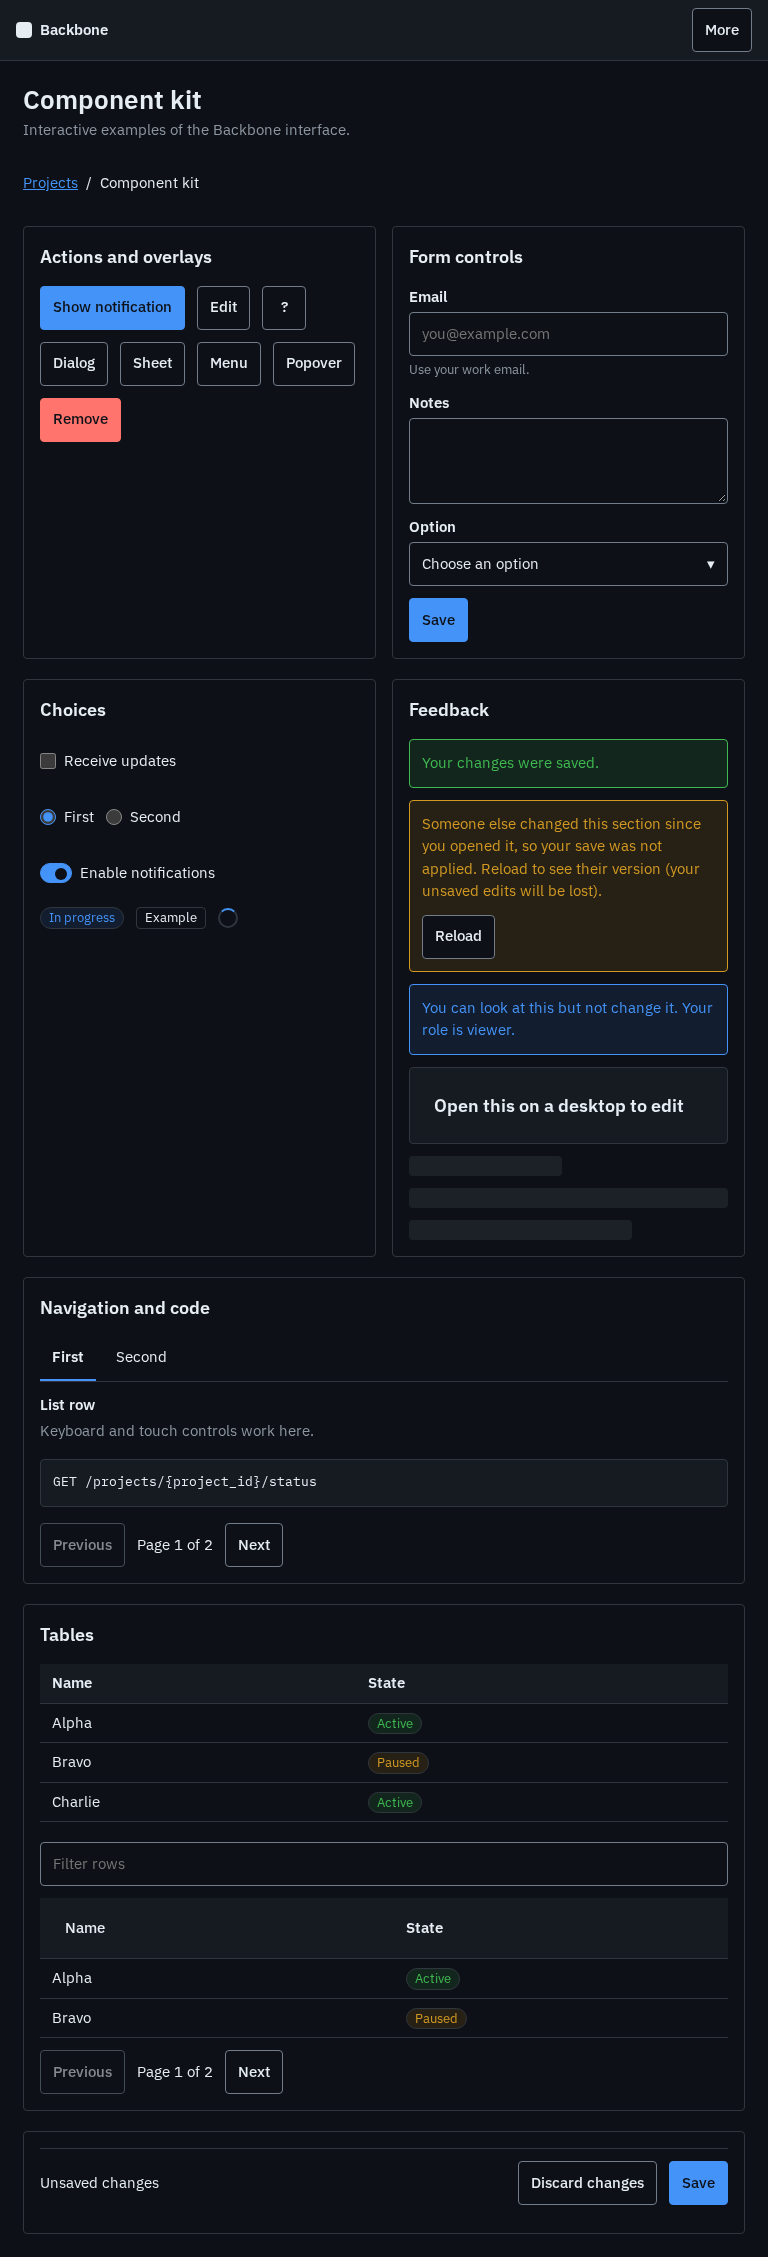 Backbone
More
Component kit
Interactive examples of the Backbone interface.
Projects / Component kit
Actions and overlays
Show notification Edit ?
Dialog Sheet Menu Popover
Remove
Form controls
Email
you@example.com
Use your work email.
Notes
Option
Choose an option ▾
Save
Choices
Receive updates
First Second
Enable notifications
In progress Example
Feedback
Your changes were saved.
Someone else changed this section since
you opened it, so your save was not
applied. Reload to see their version (your
unsaved edits will be lost).
Reload
You can look at this but not change it. Your
role is viewer.
Open this on a desktop to edit
Navigation and code
First Second
List row
Keyboard and touch controls work here.
GET /projects/{project_id}/status
Previous Page 1 of 2 Next
Tables
Name State
Alpha Active
Bravo Paused
Charlie Active
Filter rows
Name State
Alpha Active
Bravo Paused
Previous Page 1 of 2 Next
Unsaved changes Discard changes Save